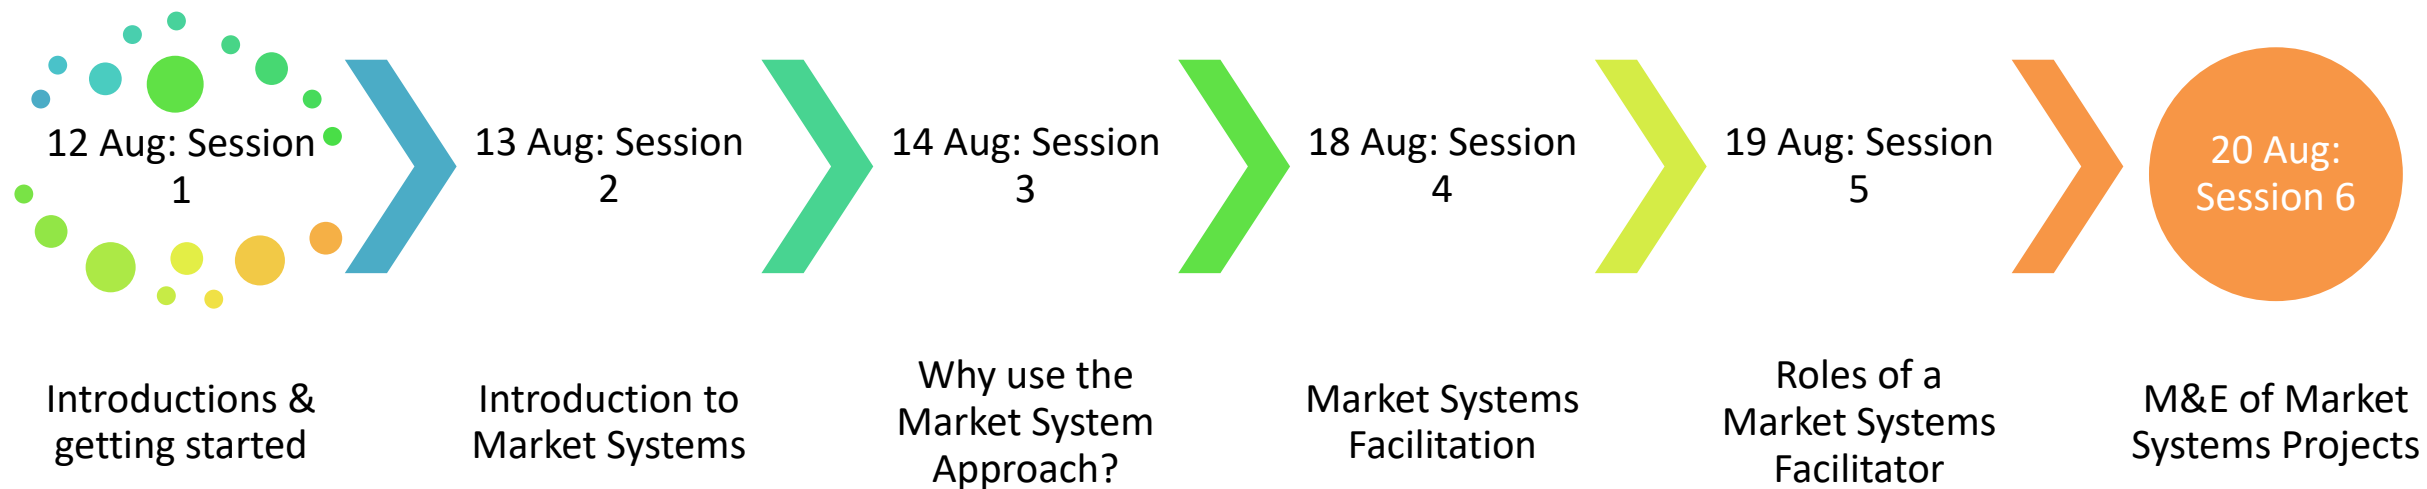 12 Aug: Session
1
13 Aug: Session
2
14 Aug: Session
3
18 Aug: Session
4
19 Aug: Session
5
20 Aug:
Session 6
Introductions &
getting started
Introduction to
Market Systems
Why use the
Market System
Approach?
Market Systems
Facilitation
Roles of a
Market Systems
Facilitator
M&E of Market
Systems Projects